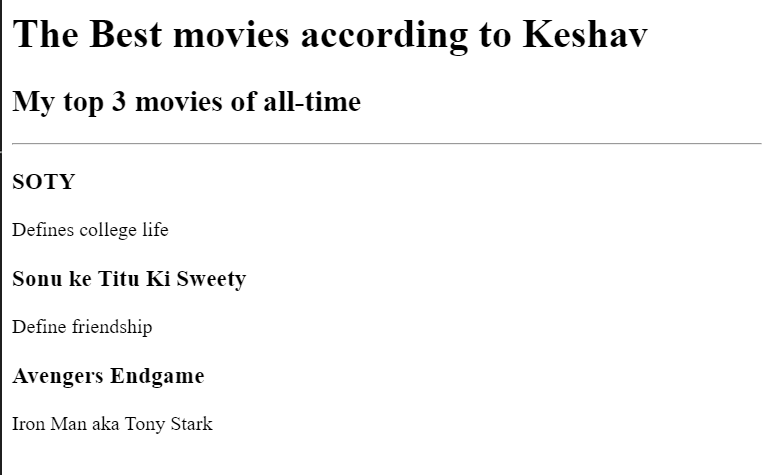 The Best movies according to Keshav
My top 3 movies of all-time
SOTY
Defines college life
Sonu ke Titu Ki Sweety
Define friendship
Avengers Endgame
Iron Man aka Tony Stark